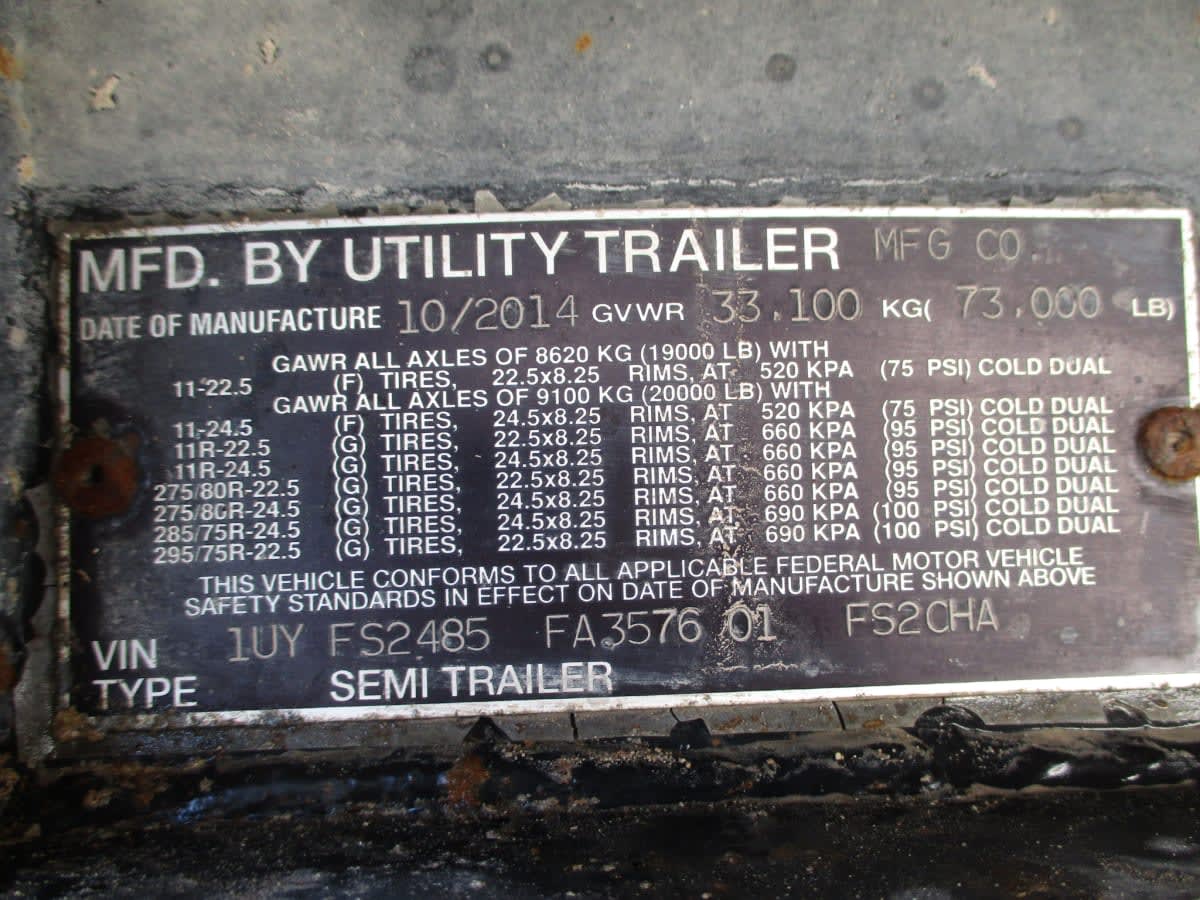 MFD. BY UTILITY TRAILER MFG CO.
DATE OF MANUFACTURE 10/2014 GVWR 33,100 KG( 73,000 LB)
GAWR ALL AXLES OF 8620 KG (19000 LB) WITH
11-22.5 (F) TIRES, 22.5x8.25 RIMS, AT 520 KPA (75 PSI) COLD DUAL
GAWR ALL AXLES OF 9100 KG (20000 LB) WITH
11-24.5 (F) TIRES, 24.5x8.25 RIMS, AT 520 KPA (75 PSI) COLD DUAL
11R-22.5 (G) TIRES, 22.5x8.25 RIMS, AT 660 KPA (95 PSI) COLD DUAL
11R-24.5 (G) TIRES, 24.5x8.25 RIMS, AT 660 KPA (95 PSI) COLD DUAL
275/80R-22.5 (G) TIRES, 22.5x8.25 RIMS, AT 660 KPA (95 PSI) COLD DUAL
275/80R-24.5 (G) TIRES, 24.5x8.25 RIMS, AT 660 KPA (95 PSI) COLD DUAL
285/75R-24.5 (G) TIRES, 24.5x8.25 RIMS, AT 690 KPA (100 PSI) COLD DUAL
295/75R-22.5 (G) TIRES, 22.5x8.25 RIMS, AT 690 KPA (100 PSI) COLD DUAL
THIS VEHICLE CONFORMS TO ALL APPLICABLE FEDERAL MOTOR VEHICLE
SAFETY STANDARDS IN EFFECT ON DATE OF MANUFACTURE SHOWN ABOVE
VIN 1UY FS2485 FA3576 01 FS2CHA
TYPE SEMI TRAILER